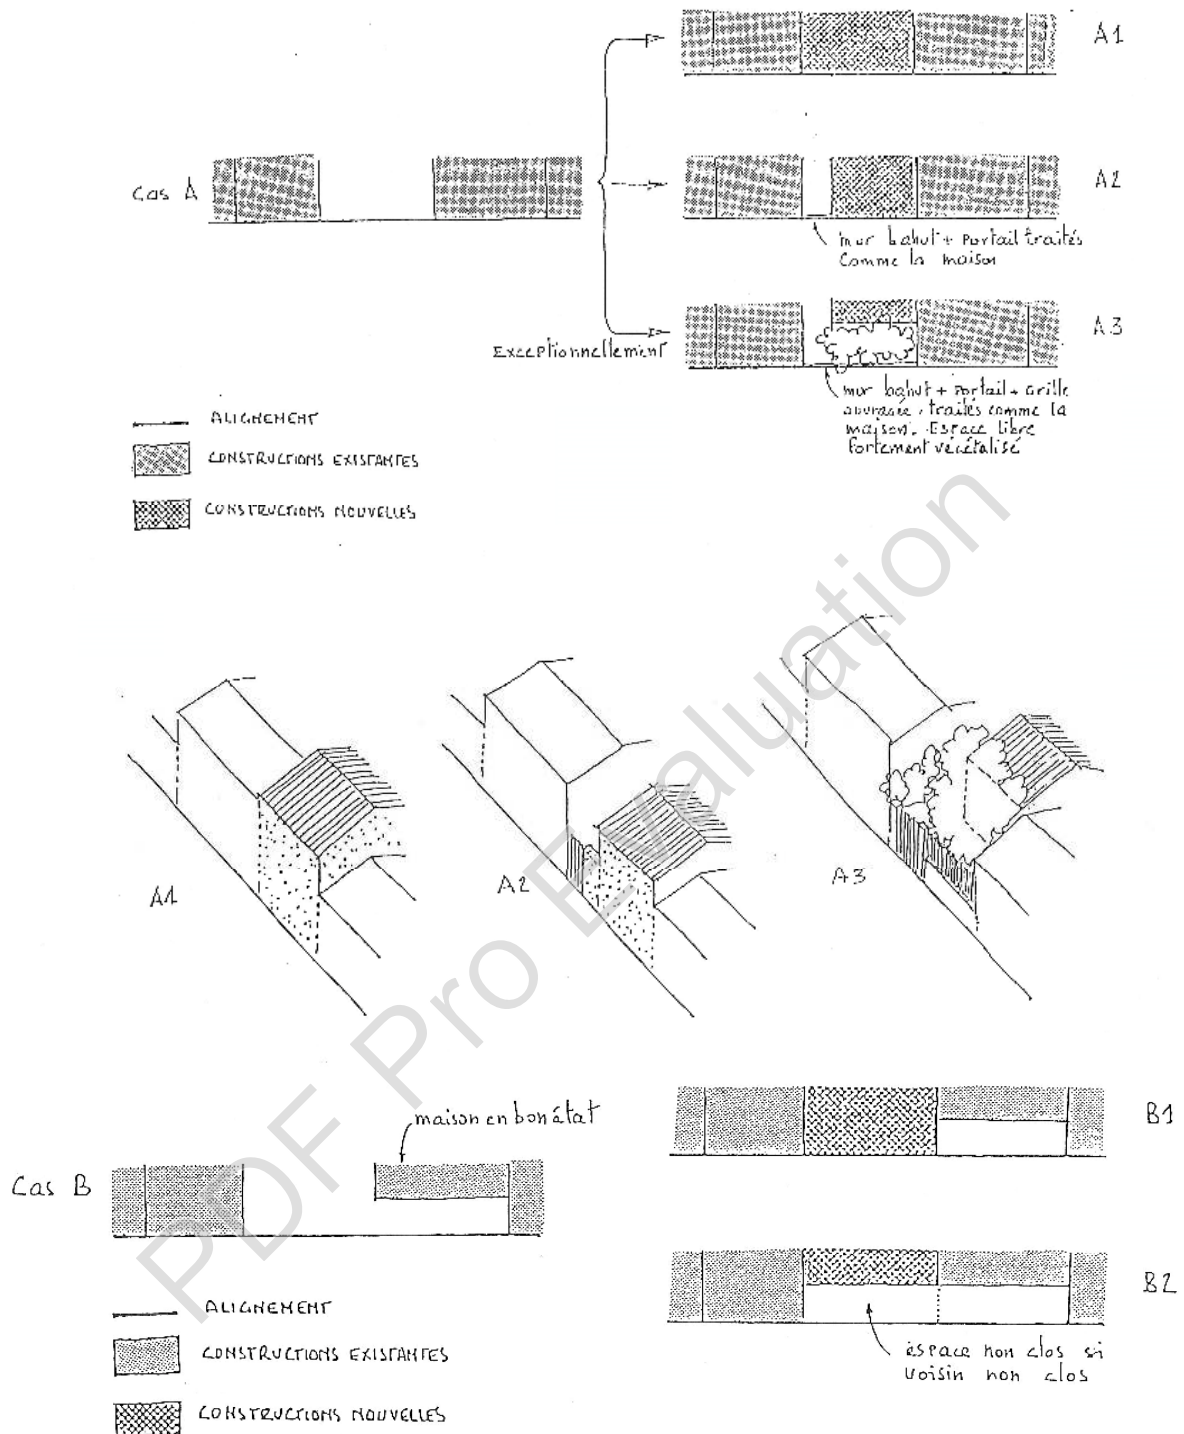 A1
Cas A
A2
mur bahut + Portail traités
Comme la maison
A3
Exceptionnellement
mur bahut + Portail + Grille
ouvragée, traités comme la
maison. Espace libre
fortement végétalisé
ALIGNEMENT
CONSTRUCTIONS EXISTANTES
CONSTRUCTIONS NOUVELLES
A1
A2
A3
PDF Pro Evaluation
maison en bon état
B1
Cas B
B2
espace non clos si
voisin non clos
ALIGNEMENT
CONSTRUCTIONS EXISTANTES
CONSTRUCTIONS NOUVELLES